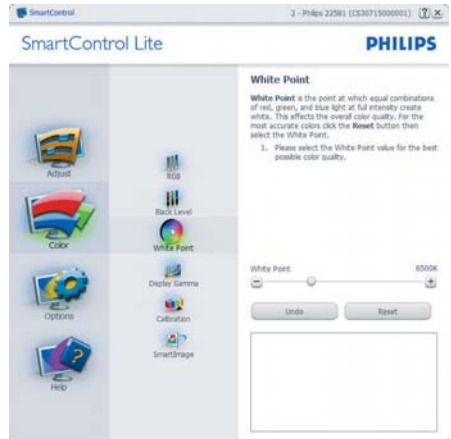 SmartControl
2 - Philips 225B1 (CS30715000001)
SmartControl Lite
PHILIPS
Adjust
Color
Options
Help
RGB
Black Level
White Point
Display Gamma
Calibration
SmartImage
White Point
White Point is the point at which equal combinations
of red, green, and blue light at full intensity create
white. This effects the overall color quality. For the
most accurate colors click the Reset button then
select the White Point.
1. Please select the White Point value for the best
possible color quality.
White Point 6500K
Undo Reset